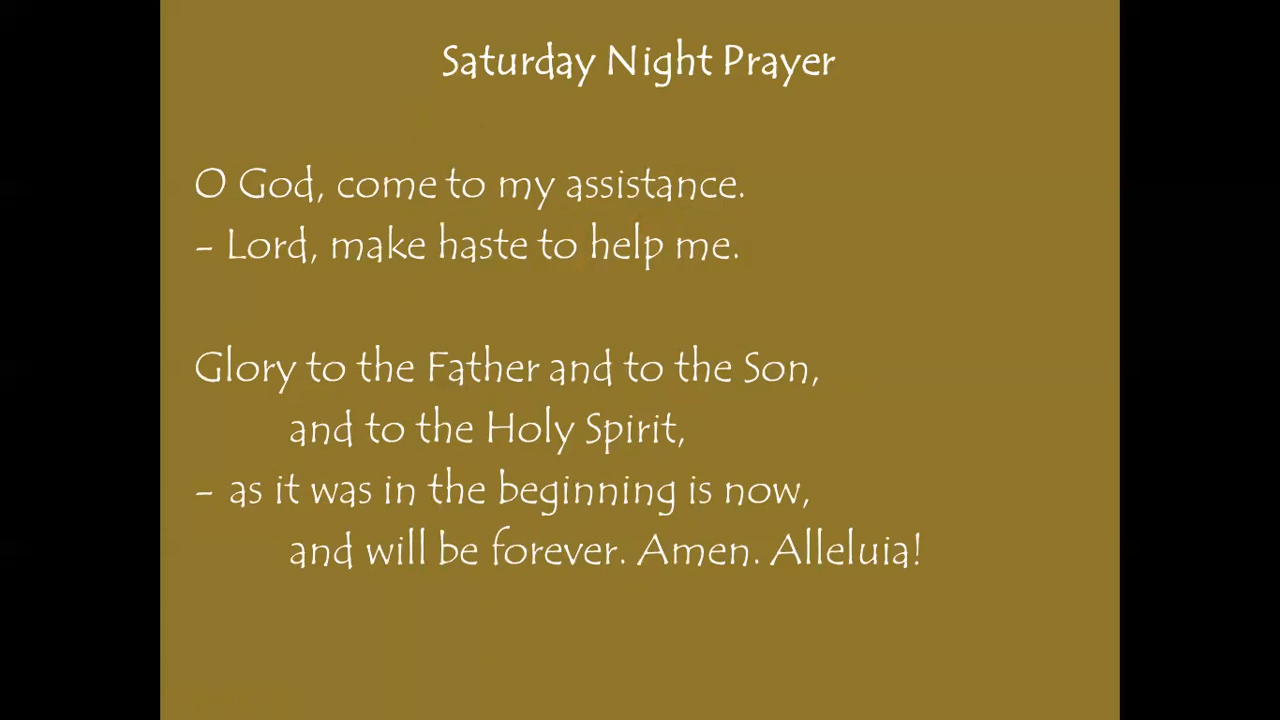 Saturday Night Prayer
O God, come to my assistance.
- Lord, make haste to help me.
Glory to the Father and to the Son,
and to the Holy Spirit,
- as it was in the beginning is now,
and will be forever. Amen. Alleluia!